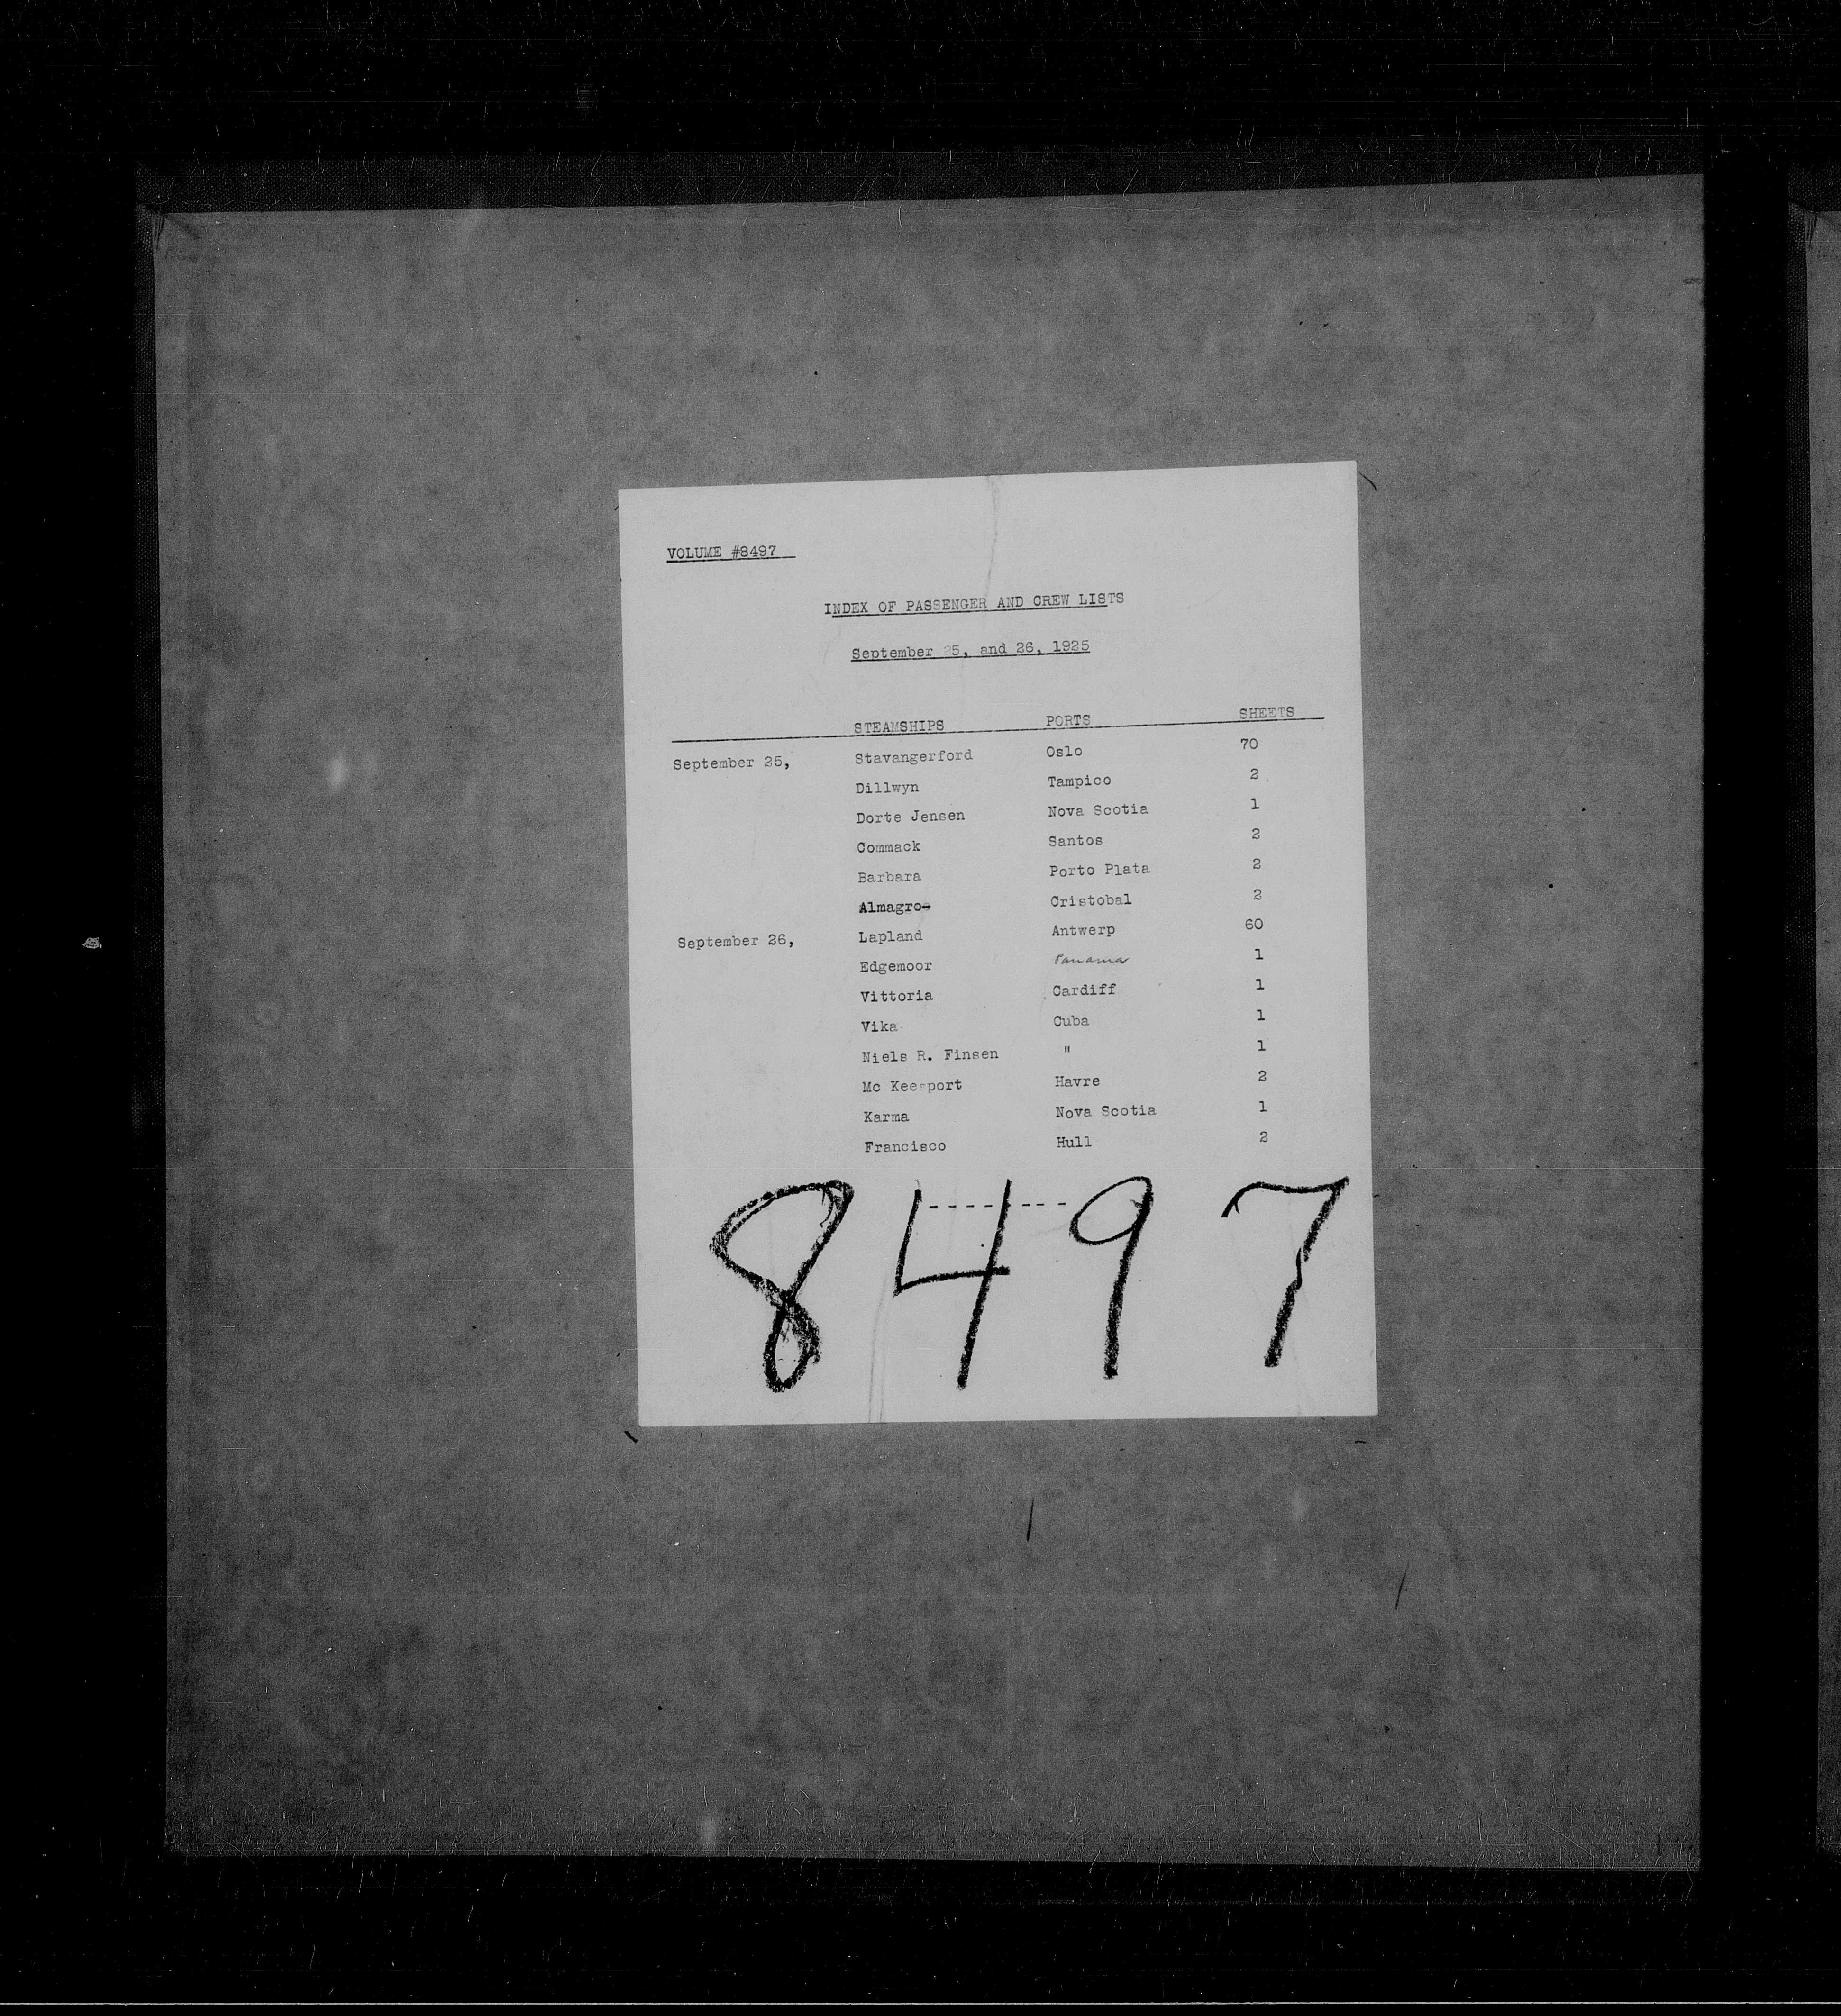 VOLUME #8497
INDEX OF PASSENGER AND CREW LISTS
September 25, and 26, 1925
STEAMSHIPS PORTS SHEETS
September 25, Stavangerford Oslo 70
Dillwyn Tampico 2
Dorte Jensen Nova Scotia 1
Commack Santos 2
Barbara Porto Plata 2
Almagro- Cristobal 2
September 26, Lapland Antwerp 60
Edgemoor Panama 1
Vittoria Cardiff 1
Vika Cuba 1
Niels R. Finsen " 1
Mc Keesport Havre 2
Karma Nova Scotia 1
Francisco Hull 2
---------
8497